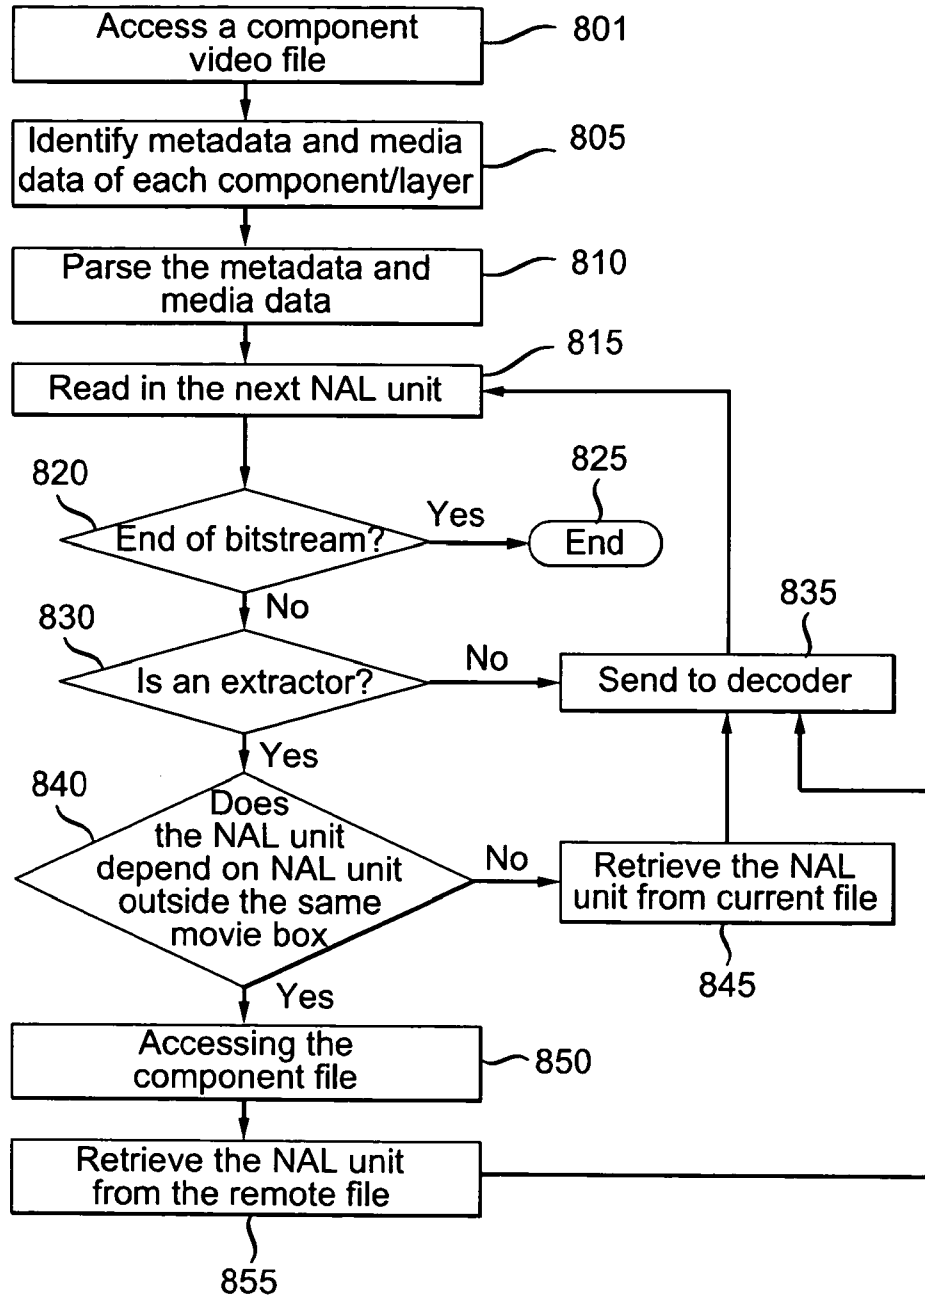 Access a component
video file
801
Identify metadata and media
data of each component/layer
805
Parse the metadata and
media data
810
Read in the next NAL unit
815
820
End of bitstream?
Yes
825
End
No
830
Is an extractor?
No
835
Send to decoder
Yes
840
Does
the NAL unit
depend on NAL unit
outside the same
movie box
No
Retrieve the NAL
unit from current file
845
Yes
Accessing the
component file
850
Retrieve the NAL unit
from the remote file
855